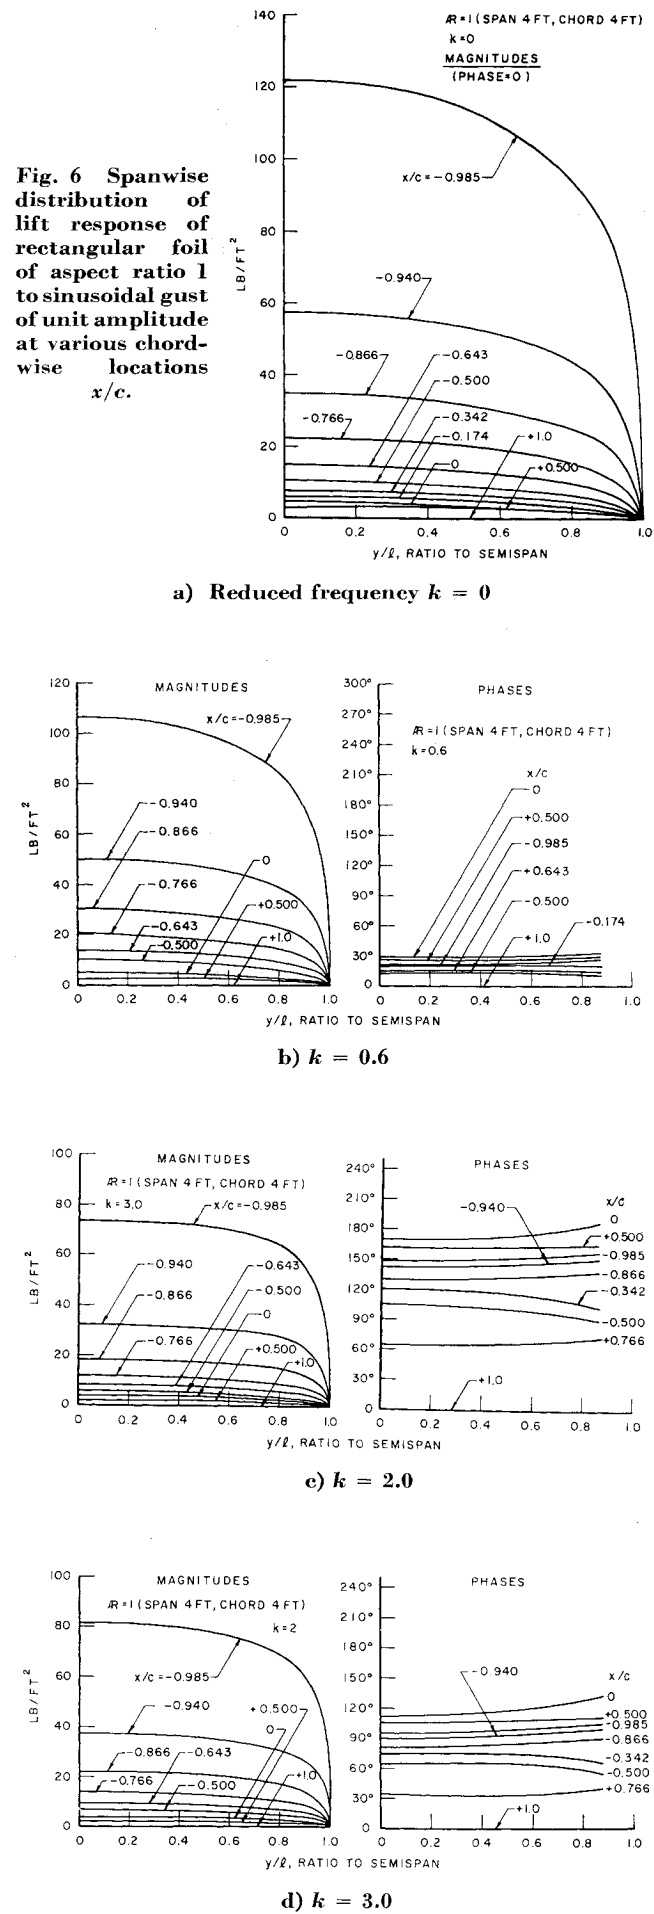 Fig. 6 Spanwise
distribution of
lift response of
rectangular foil
of aspect ratio 1
to sinusoidal gust
of unit amplitude
at various chord-
wise locations
x/c.
ÆR=1 (SPAN 4 FT, CHORD 4 FT)
k=0
MAGNITUDES
(PHASE=0)
LB/FT²
140
120
100
80
60
40
20
0
x/c=-0.985
-0.940
-0.866
-0.643
-0.500
-0.766
-0.342
-0.174
+1.0
0
+0.500
0 0.2 0.4 0.6 0.8 1.0
y/ℓ, RATIO TO SEMISPAN
a) Reduced frequency k = 0
MAGNITUDES
LB/FT²
120
100
80
60
40
20
0
x/c=-0.985
-0.940
-0.866
0
-0.766
+0.500
-0.643
-0.500
+1.0
0 0.2 0.4 0.6 0.8 1.0
PHASES
ÆR=1 (SPAN 4 FT, CHORD 4 FT)
k=0.6
300°
270°
240°
210°
180°
150°
120°
90°
60°
30°
0
x/c
0
+0.500
-0.985
+0.643
-0.500
-0.174
+1.0
0 0.2 0.4 0.6 0.8 1.0
y/ℓ, RATIO TO SEMISPAN
b) k = 0.6
MAGNITUDES
ÆR=1 (SPAN 4 FT, CHORD 4 FT)
k=3.0
x/c=-0.985
LB/FT²
100
80
60
40
20
0
-0.940
-0.643
-0.866
-0.500
0
-0.766
+0.500
+1.0
0 0.2 0.4 0.6 0.8 1.0
PHASES
240°
210°
180°
150°
120°
90°
60°
30°
0
-0.940
x/c
0
+0.500
-0.985
-0.866
-0.342
-0.500
+0.766
+1.0
0 0.2 0.4 0.6 0.8 1.0
y/ℓ, RATIO TO SEMISPAN
c) k = 2.0
MAGNITUDES
ÆR=1 (SPAN 4 FT, CHORD 4 FT)
k=2
LB/FT²
100
80
60
40
20
0
x/c=-0.985
-0.940
+0.500
0
-0.866
-0.643
-0.766
-0.500
+1.0
0 0.2 0.4 0.6 0.8 1.0
PHASES
240°
210°
180°
150°
120°
90°
60°
30°
0
-0.940
x/c
0
+0.500
-0.985
-0.866
-0.342
-0.500
+0.766
+1.0
0 0.2 0.4 0.6 0.8 1.0
y/ℓ, RATIO TO SEMISPAN
d) k = 3.0